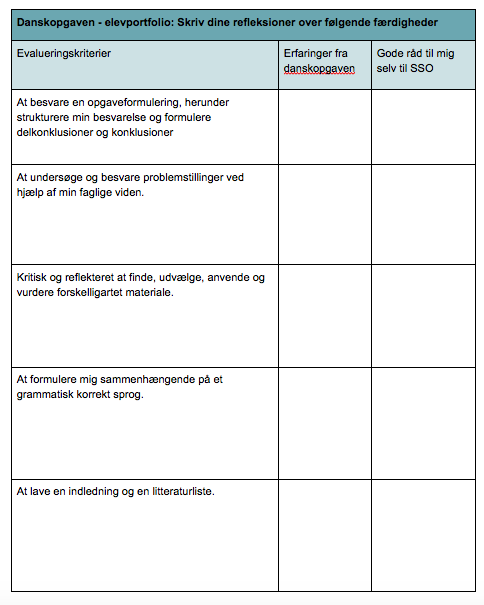 Danskopgaven - elevportfolio: Skriv dine refleksioner over følgende færdigheder
Evalueringskriterier
Erfaringer fra
danskopgaven
Gode råd til mig
selv til SSO
At besvare en opgaveformulering, herunder
strukturere min besvarelse og formulere
delkonklusioner og konklusioner
At undersøge og besvare problemstillinger ved
hjælp af min faglige viden.
Kritisk og reflekteret at finde, udvælge, anvende og
vurdere forskelligartet materiale.
At formulere mig sammenhængende på et
grammatisk korrekt sprog.
At lave en indledning og en litteraturliste.